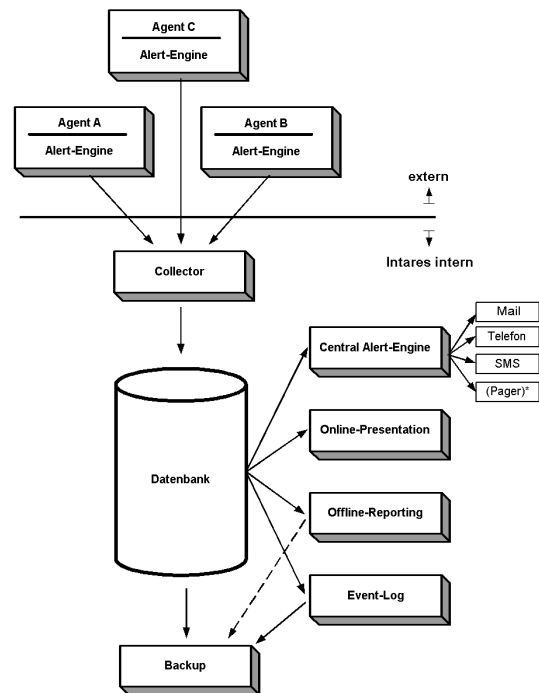 Agent C
Alert-Engine
Agent A
Alert-Engine
Agent B
Alert-Engine
extern
Intares intern
Collector
Datenbank
Central Alert-Engine
Mail
Telefon
SMS
(Pager)*
Online-Presentation
Offline-Reporting
Event-Log
Backup